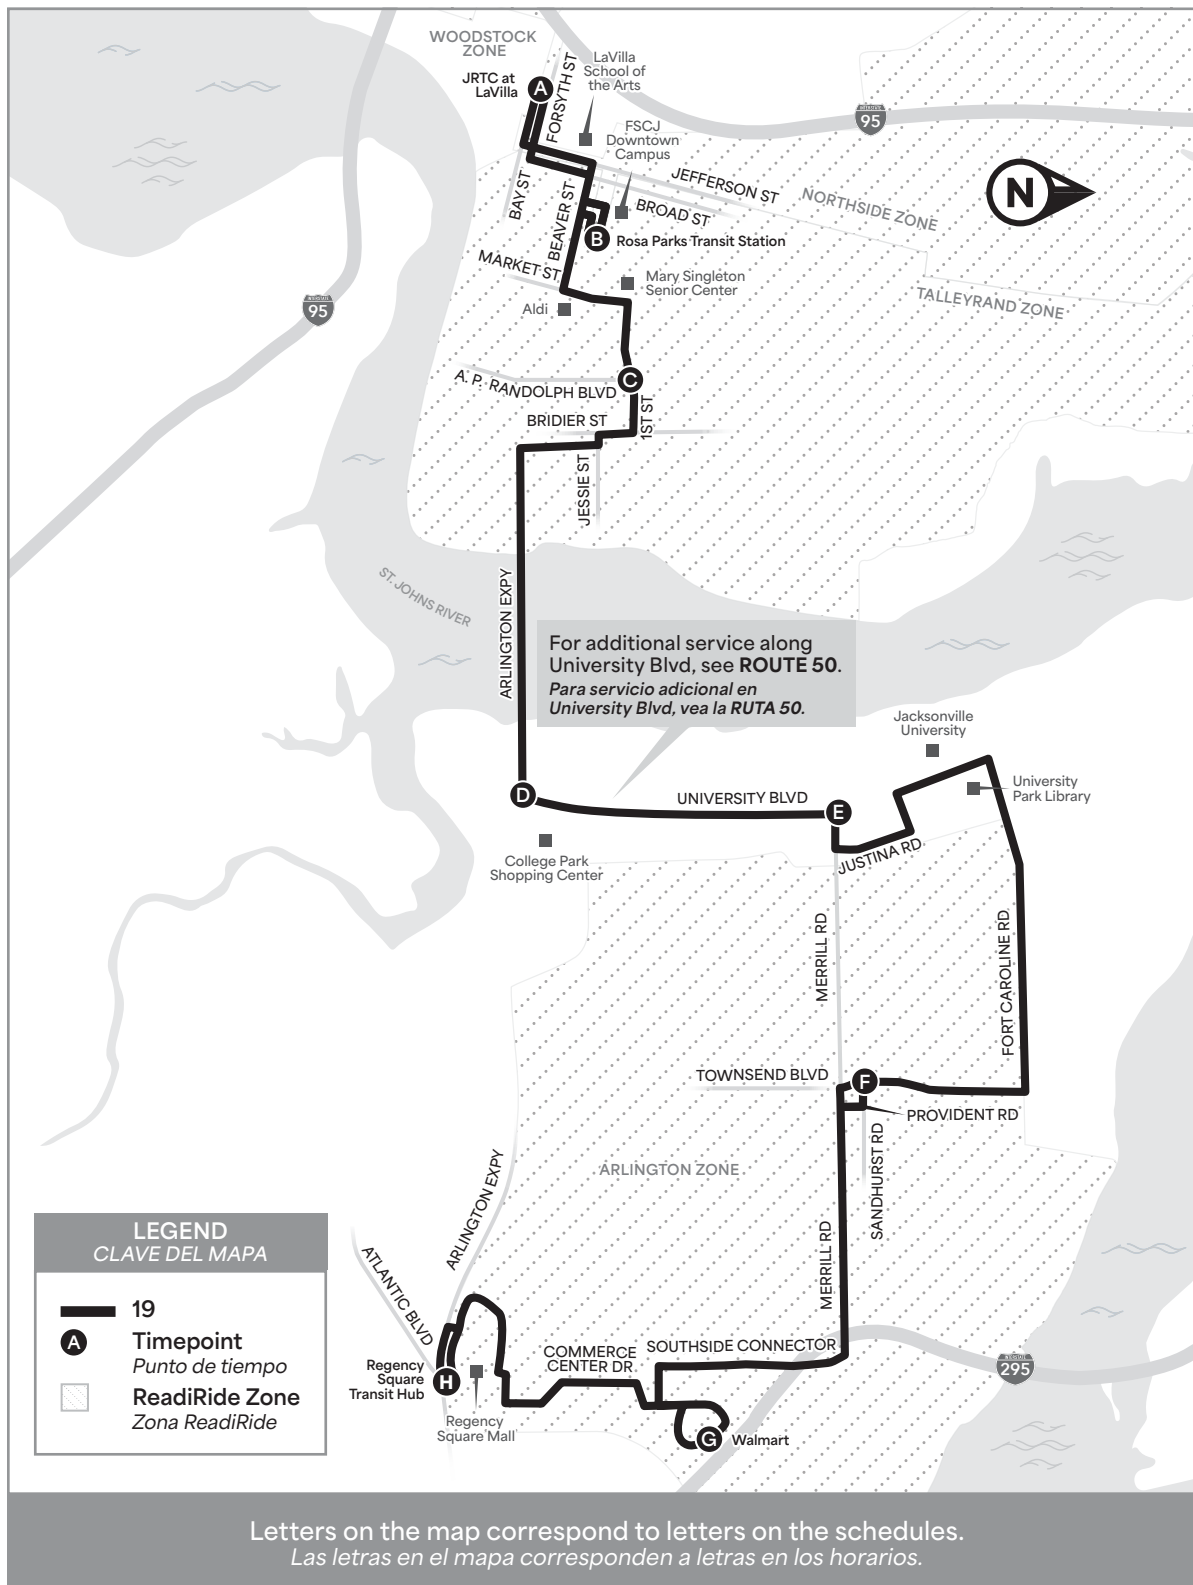 WOODSTOCK
ZONE
JRTC at
LaVilla
A
FORSYTH ST
LaVilla
School of
the Arts
FSCJ
Downtown
Campus
INTERSTATE
95
JEFFERSON ST
NORTHSIDE ZONE
N
BAY ST
BEAVER ST
BROAD ST
B
Rosa Parks Transit Station
MARKET ST
Mary Singleton
Senior Center
TALLEYRAND ZONE
INTERSTATE
95
Aldi
C
A. P. RANDOLPH BLVD
1ST ST
BRIDIER ST
JESSIE ST
ST. JOHNS RIVER
ARLINGTON EXPY
For additional service along
University Blvd, see ROUTE 50.
Para servicio adicional en
University Blvd, vea la RUTA 50.
Jacksonville
University
University
Park Library
D
UNIVERSITY BLVD
E
JUSTINA RD
College Park
Shopping Center
MERRILL RD
FORT CAROLINE RD
TOWNSEND BLVD
F
PROVIDENT RD
SANDHURST RD
ARLINGTON ZONE
ARLINGTON EXPY
ATLANTIC BLVD
MERRILL RD
SOUTHSIDE CONNECTOR
COMMERCE
CENTER DR
INTERSTATE
295
Regency
Square
Transit Hub
H
Regency
Square Mall
G
Walmart
LEGEND
CLAVE DEL MAPA
19
A
Timepoint
Punto de tiempo
ReadiRide Zone
Zona ReadiRide
Letters on the map correspond to letters on the schedules.
Las letras en el mapa corresponden a letras en los horarios.